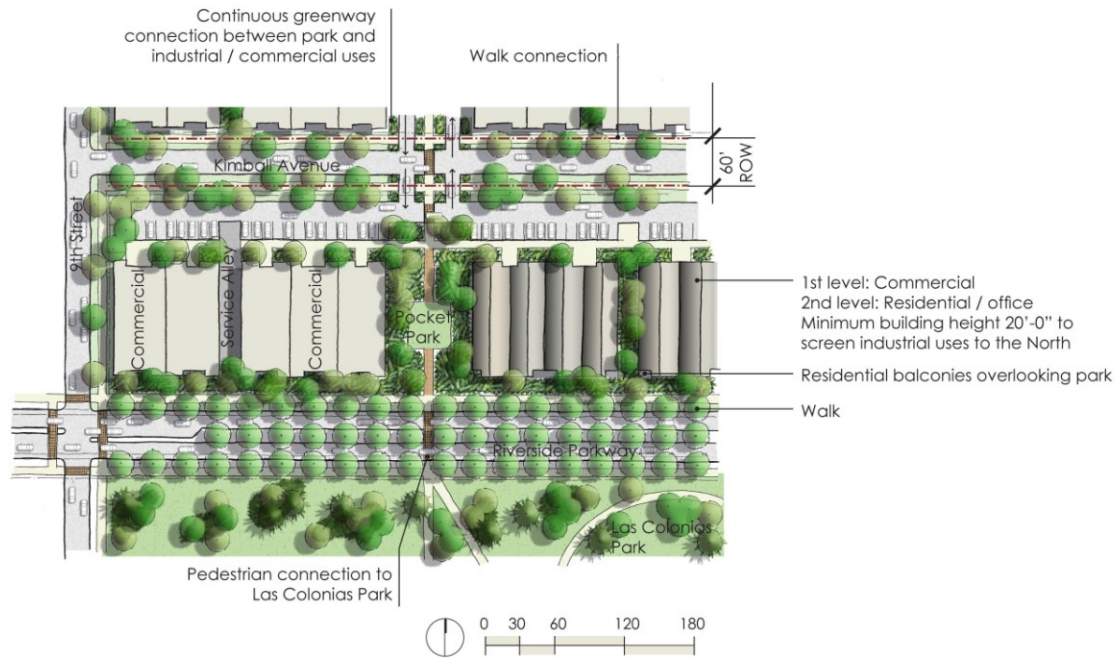 Continuous greenway
connection between park and
industrial / commercial uses
Walk connection
60'
ROW
Kimball Avenue
9th Street
Commercial
Service Alley
Commercial
Pocket
Park
1st level: Commercial
2nd level: Residential / office
Minimum building height 20'-0" to
screen industrial uses to the North
Residential balconies overlooking park
Walk
Riverside Parkway
Las Colonias
Park
Pedestrian connection to
Las Colonias Park
0 30 60 120 180